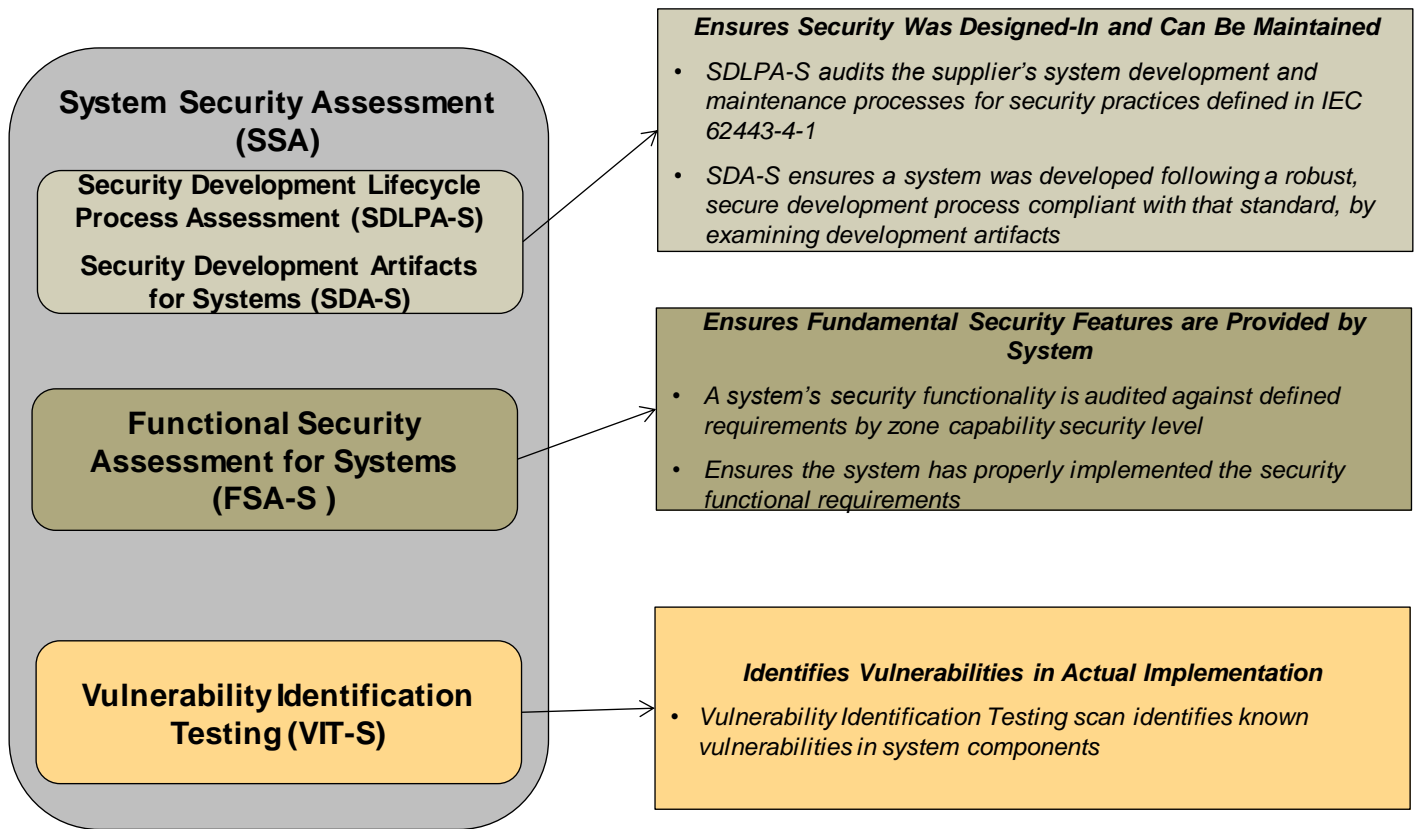 System Security Assessment
(SSA)
Security Development Lifecycle
Process Assessment (SDLPA-S)
Security Development Artifacts
for Systems (SDA-S)
Functional Security
Assessment for Systems
(FSA-S )
Vulnerability Identification
Testing (VIT-S)
Ensures Security Was Designed-In and Can Be Maintained
• SDLPA-S audits the supplier’s system development and
maintenance processes for security practices defined in IEC
62443-4-1
• SDA-S ensures a system was developed following a robust,
secure development process compliant with that standard, by
examining development artifacts
Ensures Fundamental Security Features are Provided by
System
• A system’s security functionality is audited against defined
requirements by zone capability security level
• Ensures the system has properly implemented the security
functional requirements
Identifies Vulnerabilities in Actual Implementation
• Vulnerability Identification Testing scan identifies known
vulnerabilities in system components